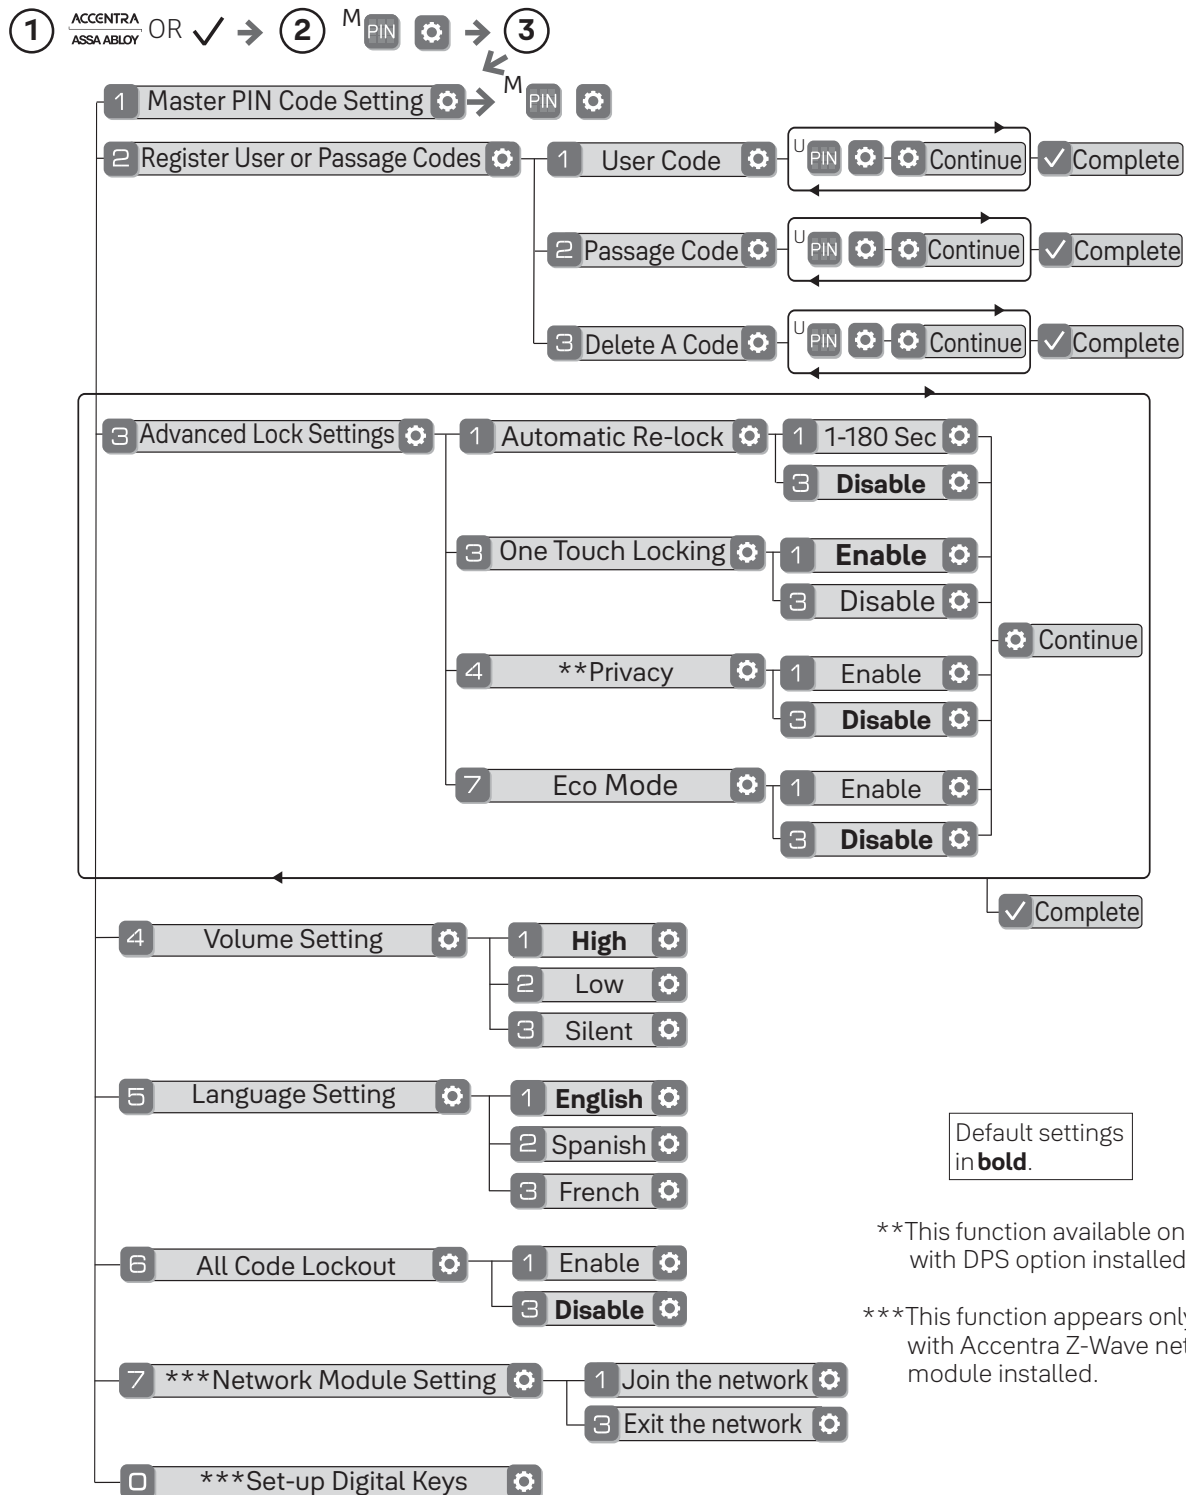 1 ACCENTRA ASSA ABLOY OR ✓ → 2 M PIN → 3
1 Master PIN Code Setting → M PIN
2 Register User or Passage Codes
1 User Code U PIN Continue ✓ Complete
2 Passage Code U PIN Continue ✓ Complete
3 Delete A Code U PIN Continue ✓ Complete
3 Advanced Lock Settings
1 Automatic Re-lock
1 1-180 Sec
3 Disable
3 One Touch Locking
1 Enable
3 Disable
4 **Privacy
1 Enable
3 Disable
7 Eco Mode
1 Enable
3 Disable
Continue
✓ Complete
4 Volume Setting
1 High
2 Low
3 Silent
5 Language Setting
1 English
2 Spanish
3 French
6 All Code Lockout
1 Enable
3 Disable
7 ***Network Module Setting
1 Join the network
3 Exit the network
0 ***Set-up Digital Keys
Default settings
in bold.
**This function available on
with DPS option installed
***This function appears only
with Accentra Z-Wave net
module installed.